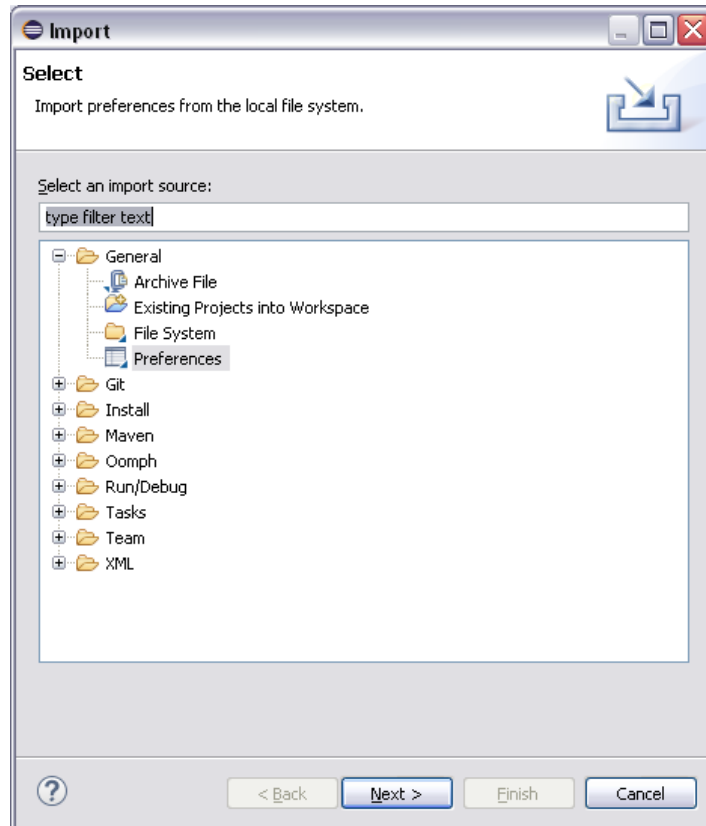 Import
Select
Import preferences from the local file system.
Select an import source:
type filter text
General
Archive File
Existing Projects into Workspace
File System
Preferences
Git
Install
Maven
Oomph
Run/Debug
Tasks
Team
XML
? < Back Next > Finish Cancel